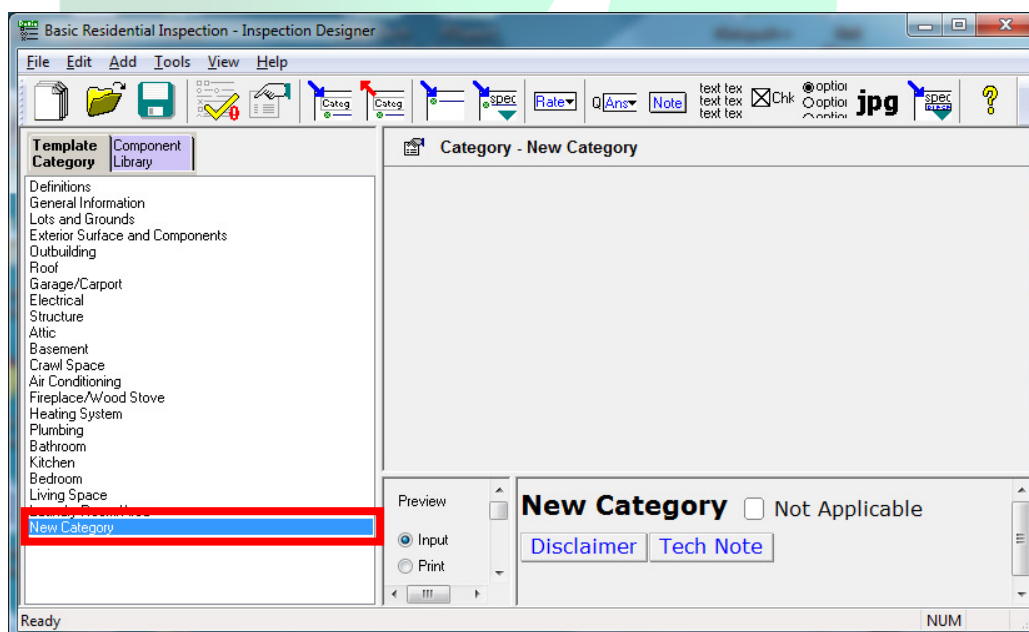 Basic Residential Inspection - Inspection Designer
File Edit Add Tools View Help
Categ
Categ
spec
Rate
Q Ans
Note
text tex
text tex
text tex
Chk
optior
optior
jpg
spec
?
Template
Category
Component
Library
Category - New Category
Definitions
General Information
Lots and Grounds
Exterior Surface and Components
Outbuilding
Roof
Garage/Carport
Electrical
Structure
Attic
Basement
Crawl Space
Air Conditioning
Fireplace/Wood Stove
Heating System
Plumbing
Bathroom
Kitchen
Bedroom
Living Space
New Category
Preview
Input
Print
New Category Not Applicable
Disclaimer Tech Note
Ready NUM